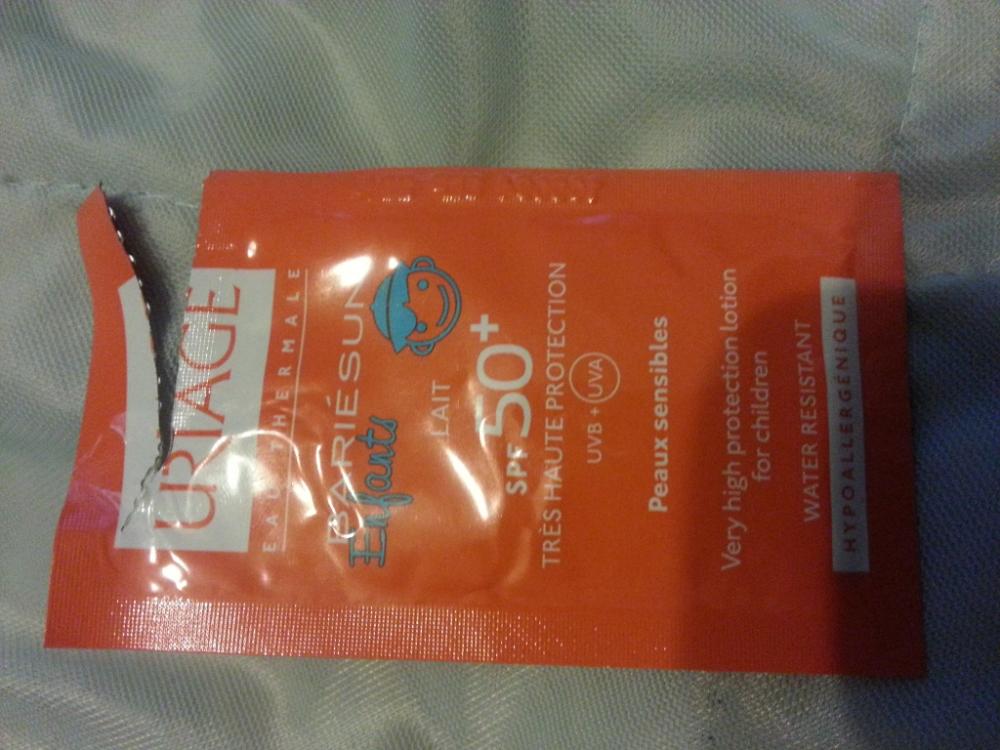 URIAGE
EAU THERMALE
BARIÉSUN
Enfants
LAIT
SPF 50+
TRÈS HAUTE PROTECTION
UVB + UVA
Peaux sensibles
Very high protection lotion
for children
WATER RESISTANT
HYPOALLERGÉNIQUE